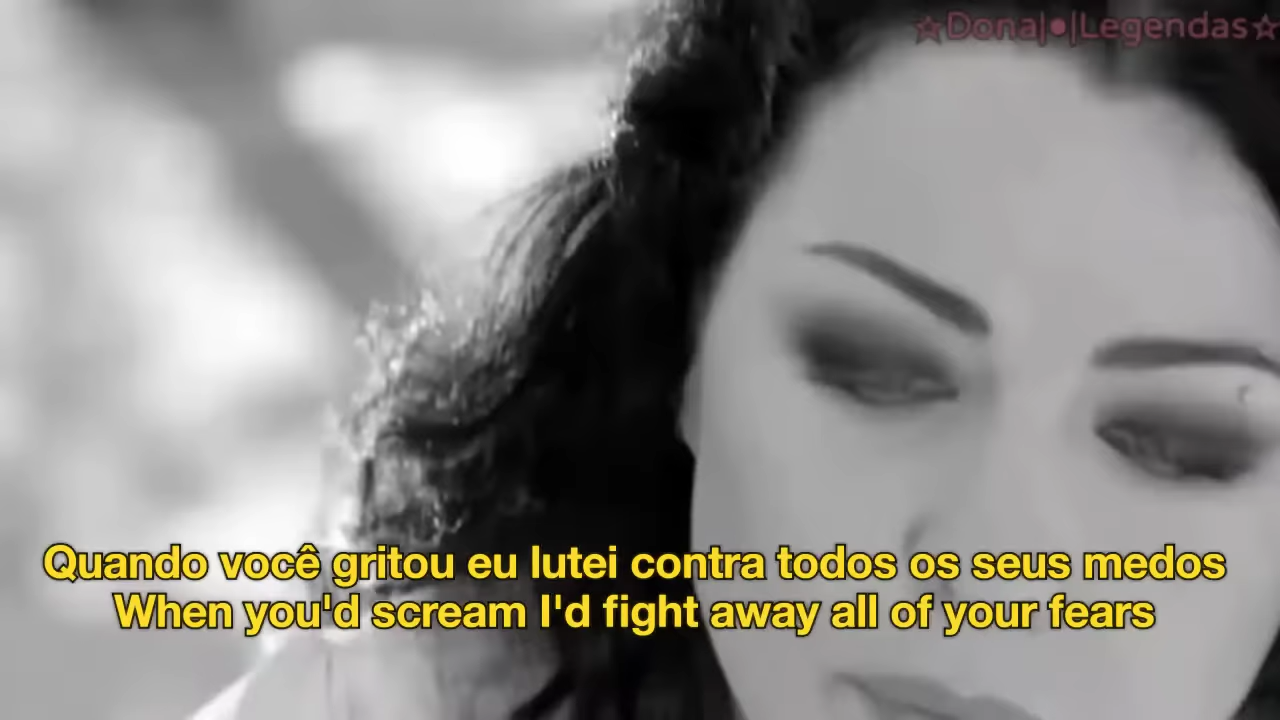 ☆Dona|●|Legendas☆
Quando você gritou eu lutei contra todos os seus medos
When you'd scream I'd fight away all of your fears